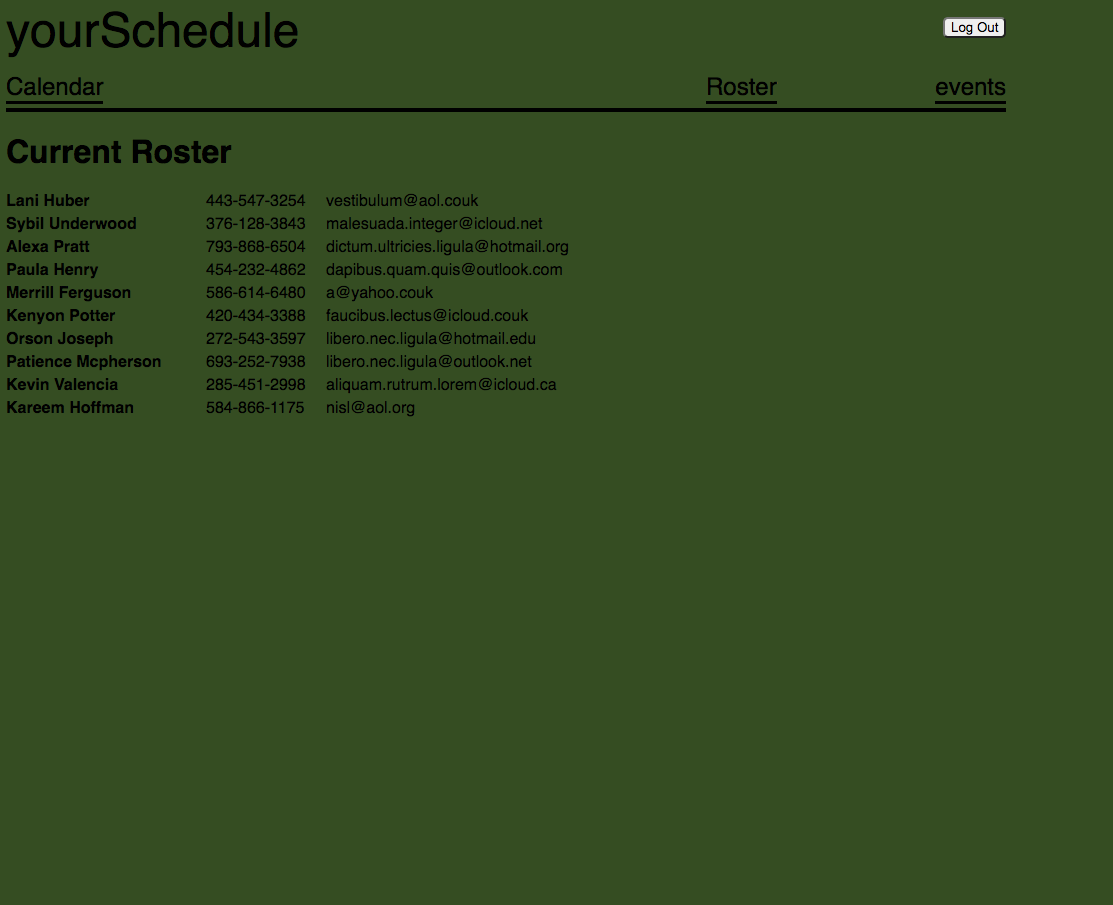 yourSchedule Log Out
Calendar Roster events
Current Roster
Lani Huber 443-547-3254 vestibulum@aol.couk
Sybil Underwood 376-128-3843 malesuada.integer@icloud.net
Alexa Pratt 793-868-6504 dictum.ultricies.ligula@hotmail.org
Paula Henry 454-232-4862 dapibus.quam.quis@outlook.com
Merrill Ferguson 586-614-6480 a@yahoo.couk
Kenyon Potter 420-434-3388 faucibus.lectus@icloud.couk
Orson Joseph 272-543-3597 libero.nec.ligula@hotmail.edu
Patience Mcpherson 693-252-7938 libero.nec.ligula@outlook.net
Kevin Valencia 285-451-2998 aliquam.rutrum.lorem@icloud.ca
Kareem Hoffman 584-866-1175 nisl@aol.org